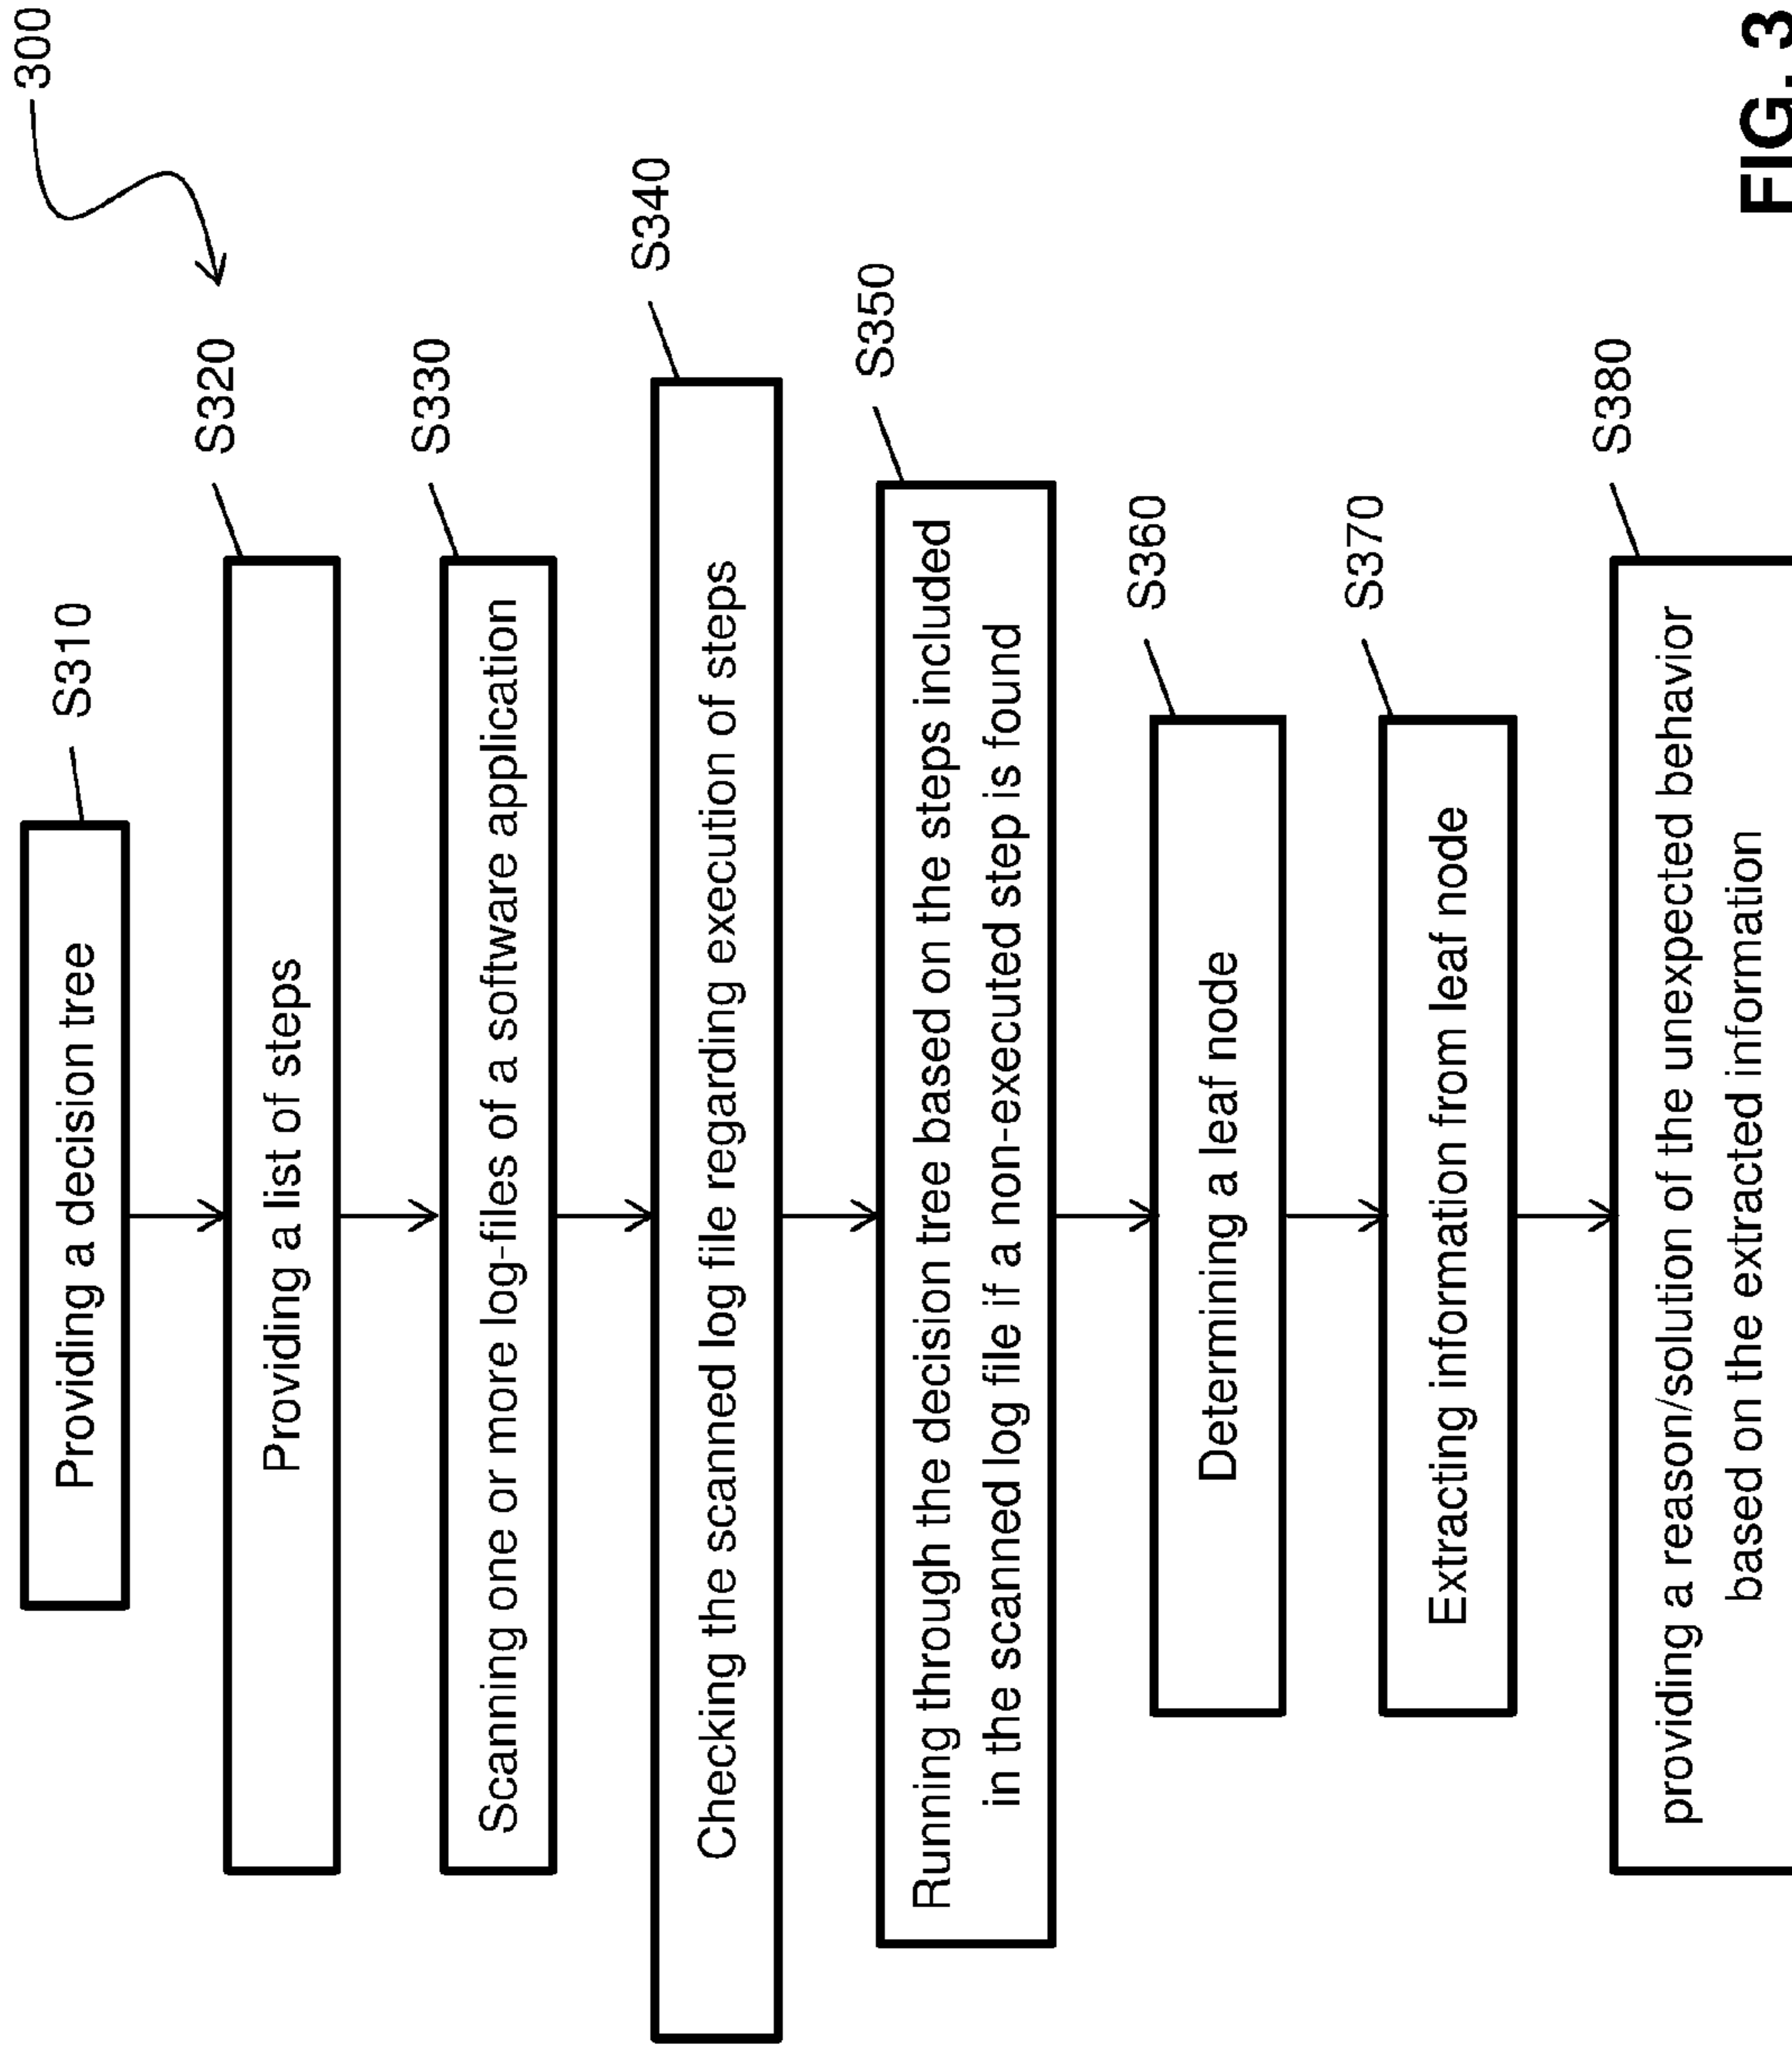 300
Providing a decision tree
S310
Providing a list of steps
S320
Scanning one or more log-files of a software application
S330
Checking the scanned log file regarding execution of steps
S340
Running through the decision tree based on the steps included
in the scanned log file if a non-executed step is found
S350
Determining a leaf node
S360
Extracting information from leaf node
S370
providing a reason/solution of the unexpected behavior
based on the extracted information
S380
FIG. 3